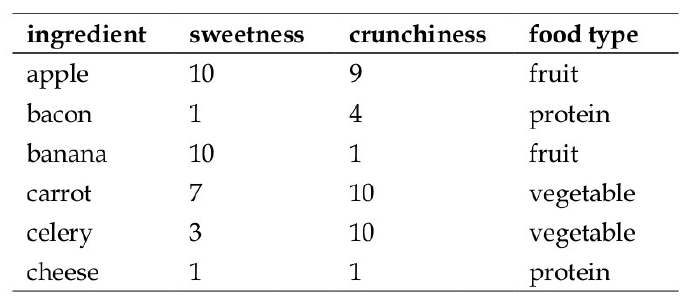 ingredient sweetness crunchiness food type
apple 10 9 fruit
bacon 1 4 protein
banana 10 1 fruit
carrot 7 10 vegetable
celery 3 10 vegetable
cheese 1 1 protein